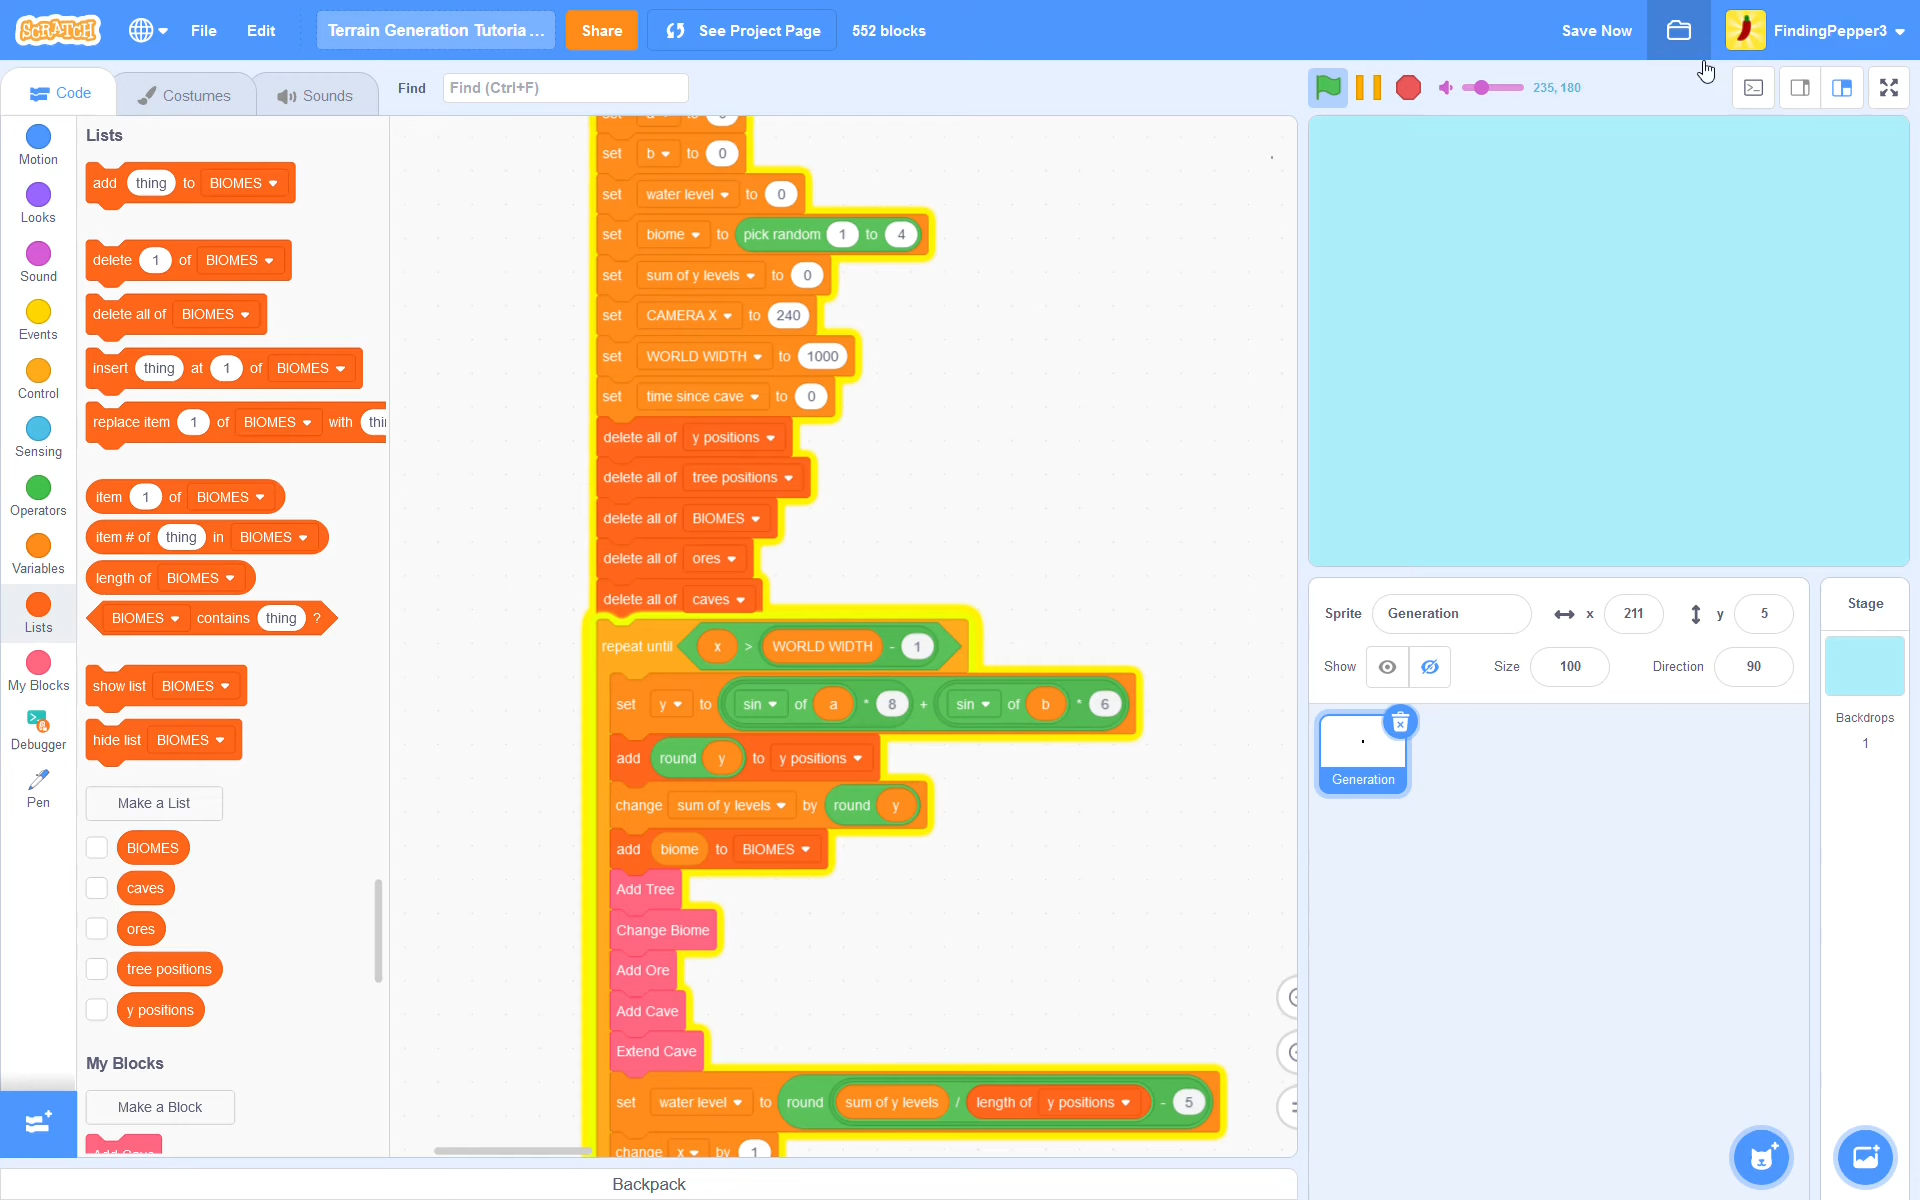 SCRATCH File Edit Terrain Generation Tutoria... Share See Project Page 552 blocks Save Now FindingPepper3
Code Costumes Sounds Find Find (Ctrl+F) 235, 180
Motion
Looks
Sound
Events
Control
Sensing
Operators
Variables
Lists
My Blocks
Debugger
Pen
Lists
add thing to BIOMES
delete 1 of BIOMES
delete all of BIOMES
insert thing at 1 of BIOMES
replace item 1 of BIOMES with
item 1 of BIOMES
item # of thing in BIOMES
length of BIOMES
BIOMES contains thing ?
show list BIOMES
hide list BIOMES
Make a List
BIOMES
caves
ores
tree positions
y positions
My Blocks
Make a Block
set b to 0
set water level to 0
set biome to pick random 1 to 4
set sum of y levels to 0
set CAMERA X to 240
set WORLD WIDTH to 1000
set time since cave to 0
delete all of y positions
delete all of tree positions
delete all of BIOMES
delete all of ores
delete all of caves
repeat until x > WORLD WIDTH - 1
set y to sin of a * 8 + sin of b * 6
add round y to y positions
change sum of y levels by round y
add biome to BIOMES
Add Tree
Change Biome
Add Ore
Add Cave
Extend Cave
set water level to round sum of y levels / length of y positions - 5
change x by 1
Backpack
Sprite Generation x 211 y 5
Show Size 100 Direction 90
Generation
Stage
Backdrops
1